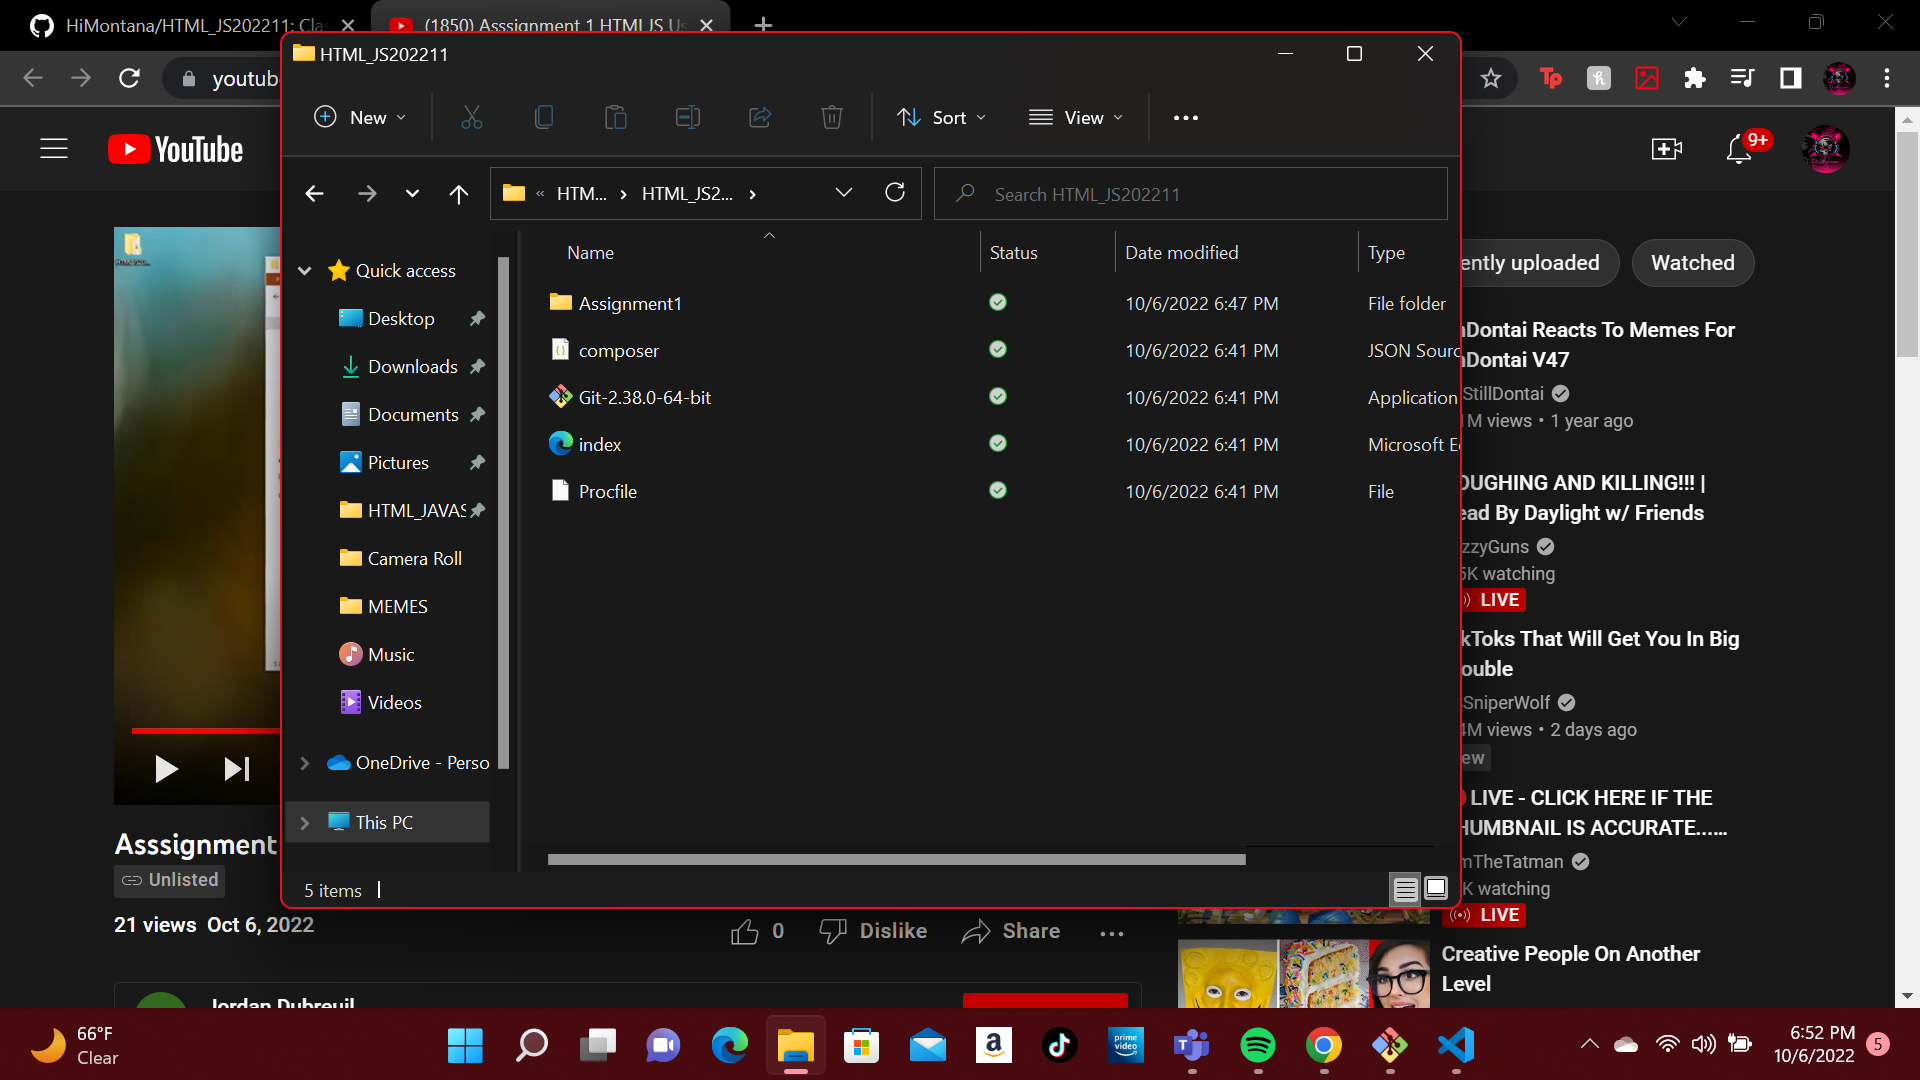 HiMontana/HTML_JS202211: Cla
(1850) Asssignment 1 HTMLJS Us
youtub
HTML_JS202211
New
Sort
View
HTM...
HTML_JS2...
Search HTML_JS202211
Name
Status
Date modified
Type
Assignment1
10/6/2022 6:47 PM
File folder
composer
10/6/2022 6:41 PM
JSON Sourc
Git-2.38.0-64-bit
10/6/2022 6:41 PM
Application
index
10/6/2022 6:41 PM
Microsoft E
Procfile
10/6/2022 6:41 PM
File
Quick access
Desktop
Downloads
Documents
Pictures
HTML_JAVAS
Camera Roll
MEMES
Music
Videos
OneDrive - Perso
This PC
5 items
YouTube
9+
ently uploaded
Watched
Dontai Reacts To Memes For
Dontai V47
StillDontai
M views • 1 year ago
OUGHING AND KILLING!!! |
ead By Daylight w/ Friends
zzyGuns
5K watching
LIVE
kToks That Will Get You In Big
ouble
SniperWolf
4M views • 2 days ago
ew
LIVE - CLICK HERE IF THE
HUMBNAIL IS ACCURATE......
mTheTatman
K watching
LIVE
Creative People On Another
Level
Asssignment
Unlisted
21 views Oct 6, 2022
0
Dislike
Share
Jordan Dubreuil
66°F
Clear
prime
video
6:52 PM
10/6/2022
5